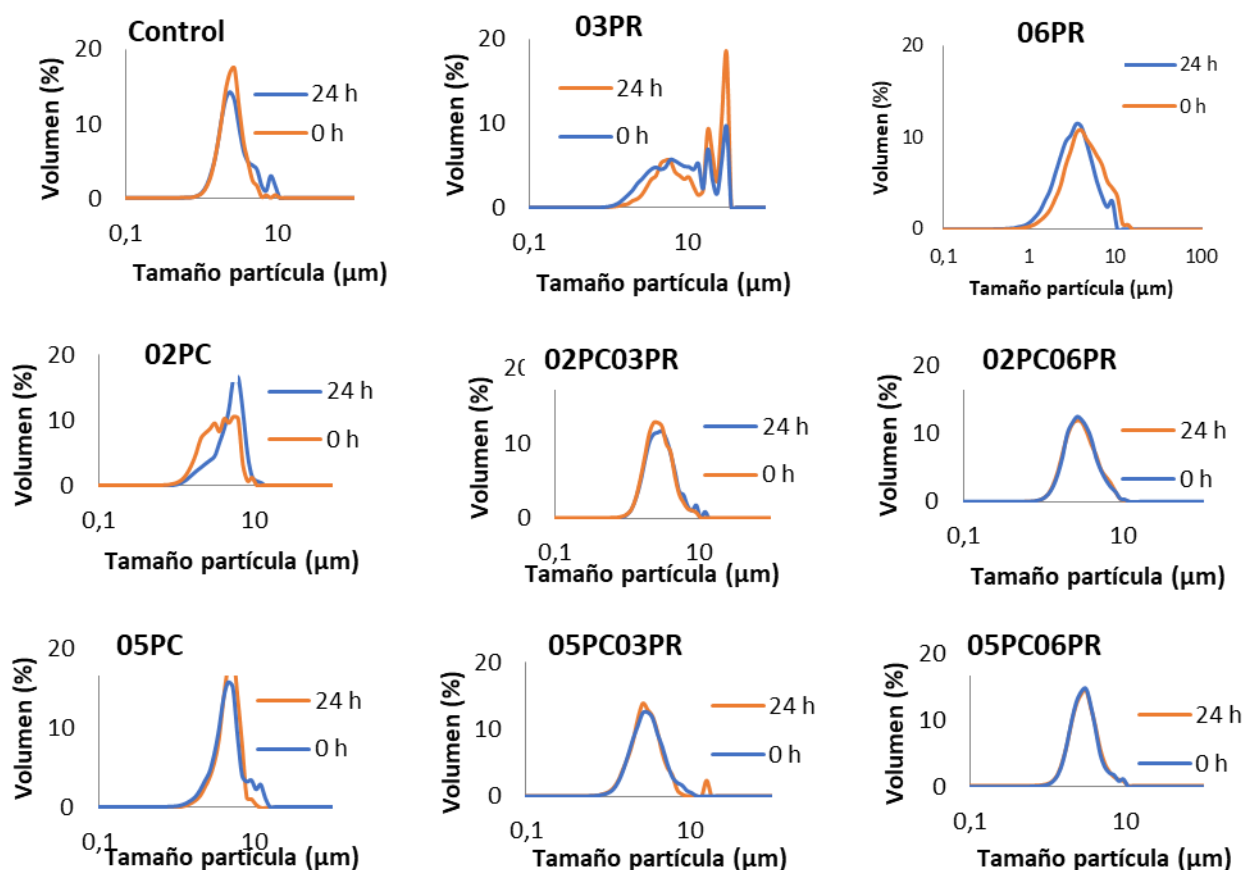 Control
Volumen (%)
20
10
0
24 h
0 h
0,1
10
Tamaño partícula (µm)
03PR
Volumen (%)
20
10
0
24 h
0 h
10
0,1
Tamaño partícula (µm)
06PR
Volumen (%)
20
10
0
24 h
0 h
0,1
1
10
100
Tamaño partícula (µm)
02PC
Volumen (%)
20
10
0
24 h
0 h
0,1
10
Tamaño partícula (µm)
02PC03PR
Volumen (%)
20
10
0
24 h
0 h
0,1
10
Tamaño partícula (µm)
02PC06PR
Volumen (%)
20
10
0
24 h
0 h
0,1
10
Tamaño partícula (µm)
05PC
Volumen (%)
20
10
0
24 h
0 h
0,1
10
Tamaño partícula (µm)
05PC03PR
Volumen (%)
20
10
0
24 h
0 h
0,1
10
Tamaño partícula (µm)
05PC06PR
Volumen (%)
20
10
0
24 h
0 h
0,1
10
Tamaño partícula (µm)